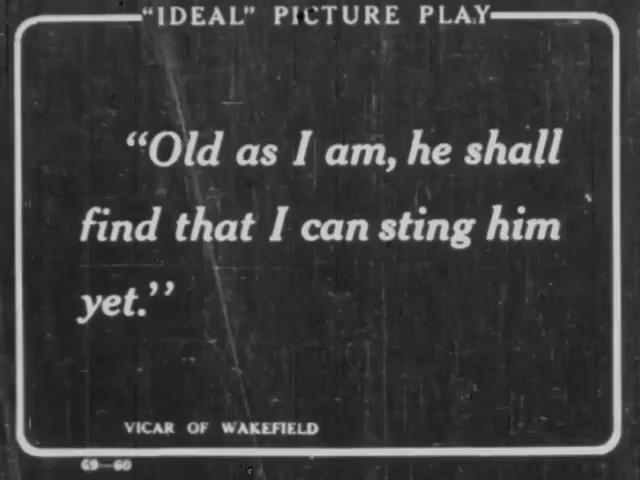 "IDEAL" PICTURE PLAY
"Old as I am, he shall
find that I can sting him
yet."
VICAR OF WAKEFIELD
69—60